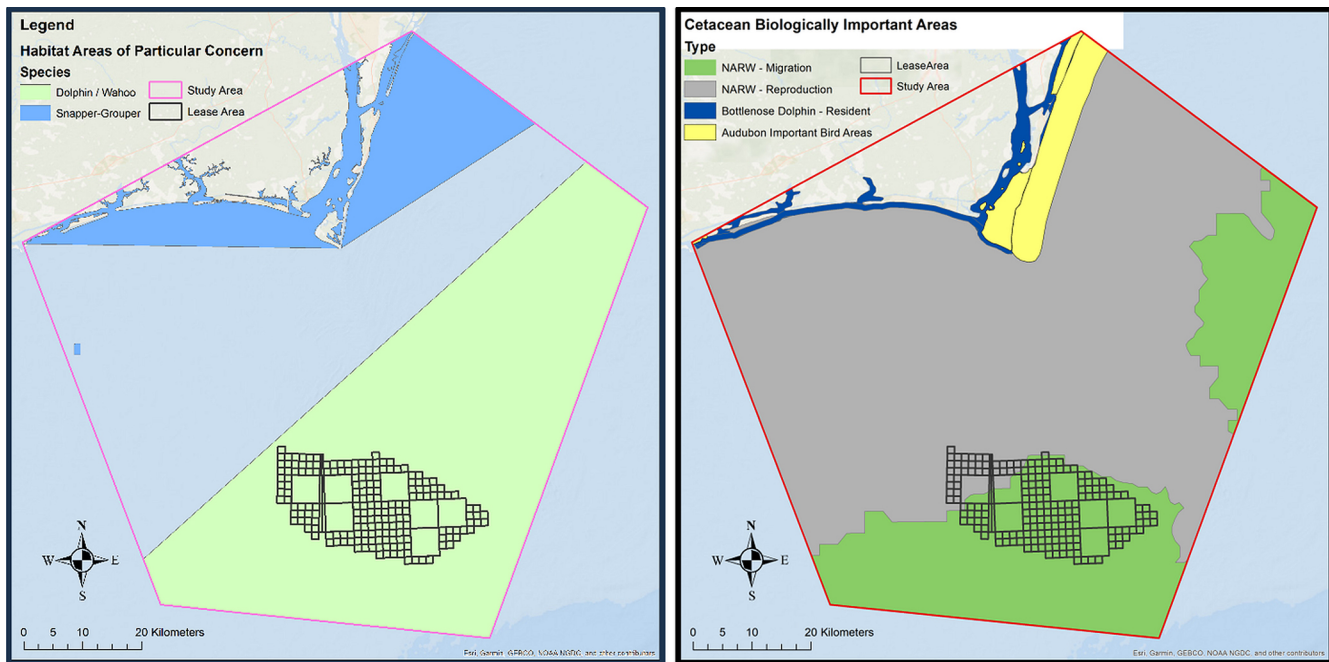 Legend
Habitat Areas of Particular Concern
Species
Dolphin / Wahoo
Study Area
Snapper-Grouper
Lease Area
N
W E
S
0 5 10 20 Kilometers
Esri, Garmin, GEBCO, NOAA NGDC, and other contributors
Cetacean Biologically Important Areas
Type
NARW - Migration
LeaseArea
NARW - Reproduction
Study Area
Bottlenose Dolphin - Resident
Audubon Important Bird Areas
N
W E
S
0 5 10 20 Kilometers
Esri, Garmin, GEBCO, NOAA NGDC, and other contributors